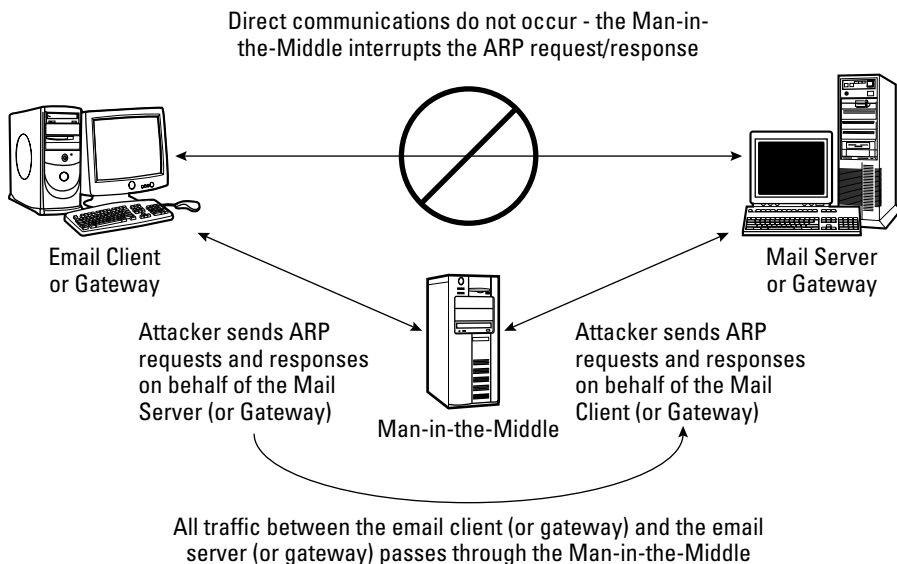 Direct communications do not occur - the Man-in-
the-Middle interrupts the ARP request/response
Email Client
or Gateway
Mail Server
or Gateway
Attacker sends ARP
requests and responses
on behalf of the Mail
Server (or Gateway)
Man-in-the-Middle
Attacker sends ARP
requests and responses
on behalf of the Mail
Client (or Gateway)
All traffic between the email client (or gateway) and the email
server (or gateway) passes through the Man-in-the-Middle